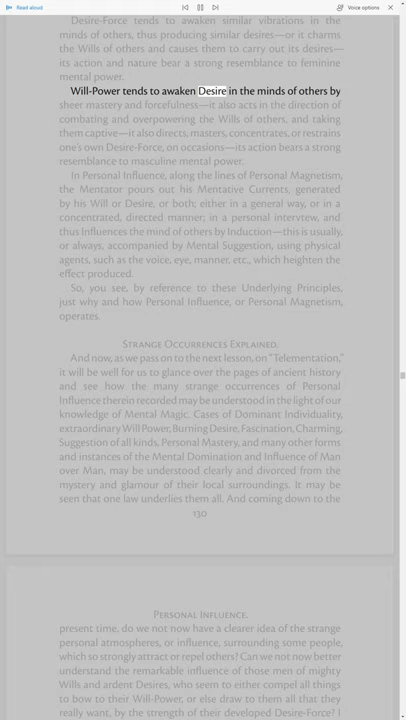 Read aloud
Voice options
Desire-Force tends to awaken similar vibrations in the
minds of others, thus producing similar desires—or it charms
the Wills of others and causes them to carry out its desires—
its action and nature bear a strong resemblance to feminine
mental power.
Will-Power tends to awaken Desire in the minds of others by
sheer mastery and forcefulness—it also acts in the direction of
combating and overpowering the Wills of others, and taking
them captive—it also directs, masters, concentrates, or restrains
one's own Desire-Force, on occasions—its action bears a strong
resemblance to masculine mental power.
In Personal Influence, along the lines of Personal Magnetism,
the Mentator pours out his Mentative Currents, generated
by his Will or Desire, or both; either in a general way, or in a
concentrated, directed manner; in a personal interview, and
thus Influences the mind of others by Induction—this is usually,
or always, accompanied by Mental Suggestion, using physical
agents, such as the voice, eye, manner, etc., which heighten the
effect produced.
So, you see, by reference to these Underlying Principles,
just why and how Personal Influence, or Personal Magnetism,
operates.
Strange Occurrences Explained.
And now, as we pass on to the next lesson, on “Telementation,”
it will be well for us to glance over the pages of ancient history
and see how the many strange occurrences of Personal
Influence therein recorded may be understood in the light of our
knowledge of Mental Magic. Cases of Dominant Individuality,
extraordinary Will Power, Burning Desire, Fascination, Charming,
Suggestion of all kinds, Personal Mastery, and many other forms
and instances of the Mental Domination and Influence of Man
over Man, may be understood clearly and divorced from the
mystery and glamour of their local surroundings. It may be
seen that one law underlies them all. And coming down to the
130
Personal Influence.
present time, do we not now have a clearer idea of the strange
personal atmospheres, or influence, surrounding some people,
which so strongly attract or repel others? Can we not now better
understand the remarkable influence of those men of mighty
Wills and ardent Desires, who seem to either compel all things
to bow to their Will-Power, or else draw to them all that they
really want, by the strength of their developed Desire-Force? I